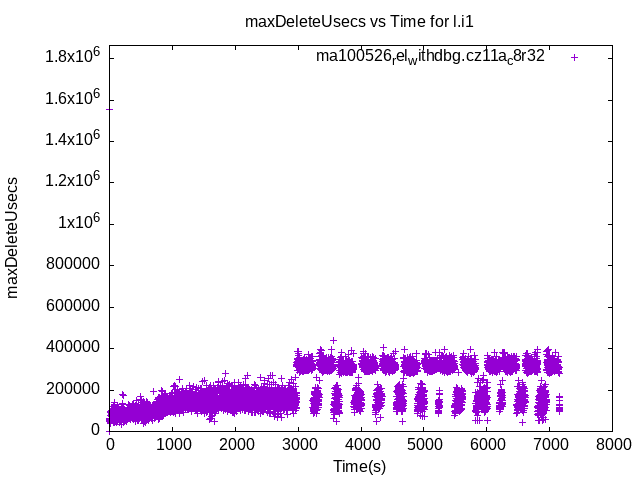 maxDeleteUsecs vs Time for l.i1
ma100526_rel_withdbg.cz11a_c8r32
1.8x10^6
1.6x10^6
1.4x10^6
1.2x10^6
1x10^6
800000
600000
400000
200000
0
maxDeleteUsecs
0 1000 2000 3000 4000 5000 6000 7000 8000
Time(s)